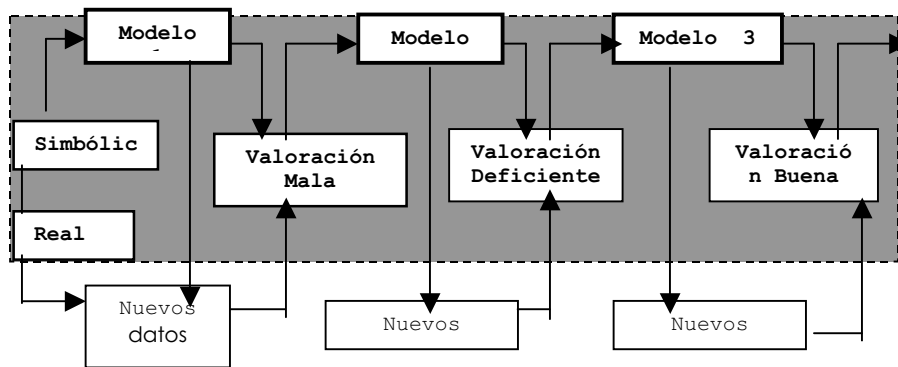 Modelo
Modelo
Modelo 3
Simbólic
Valoración
Mala
Valoración
Deficiente
Valoració
n Buena
Real
Nuevos
datos
Nuevos
Nuevos